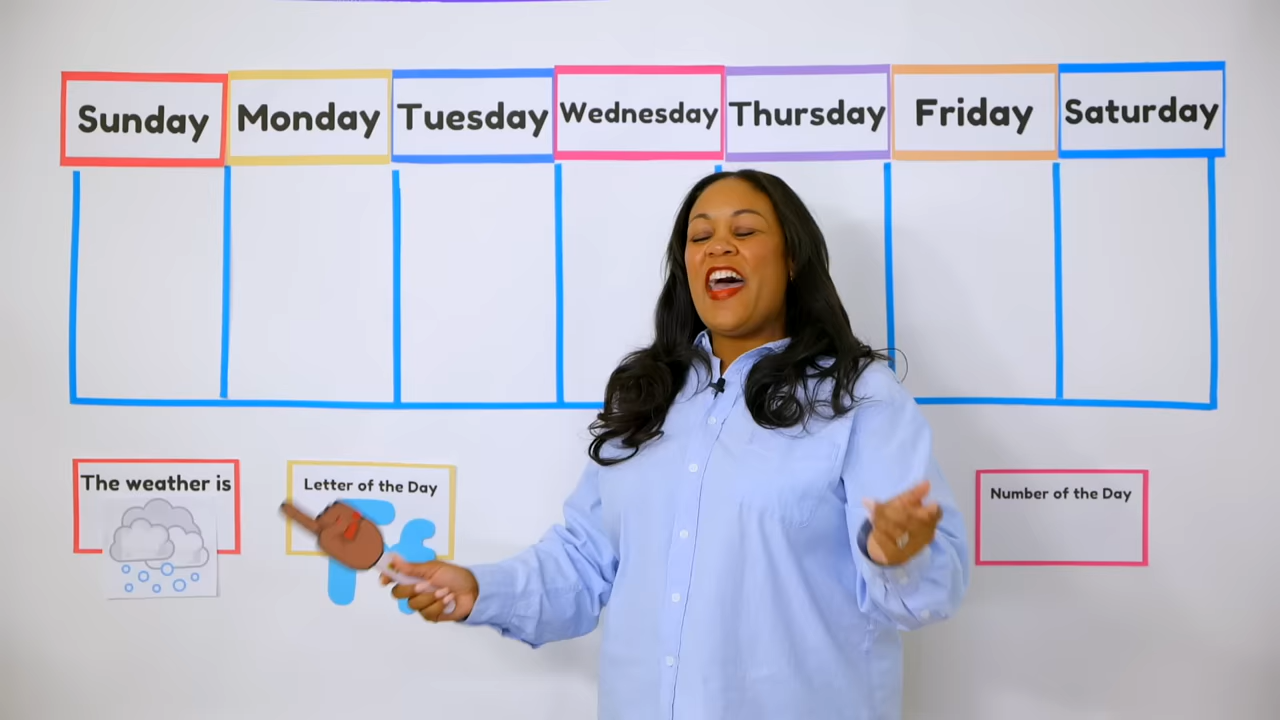 Sunday Monday Tuesday Wednesday Thursday Friday Saturday
The weather is
Letter of the Day
Number of the Day